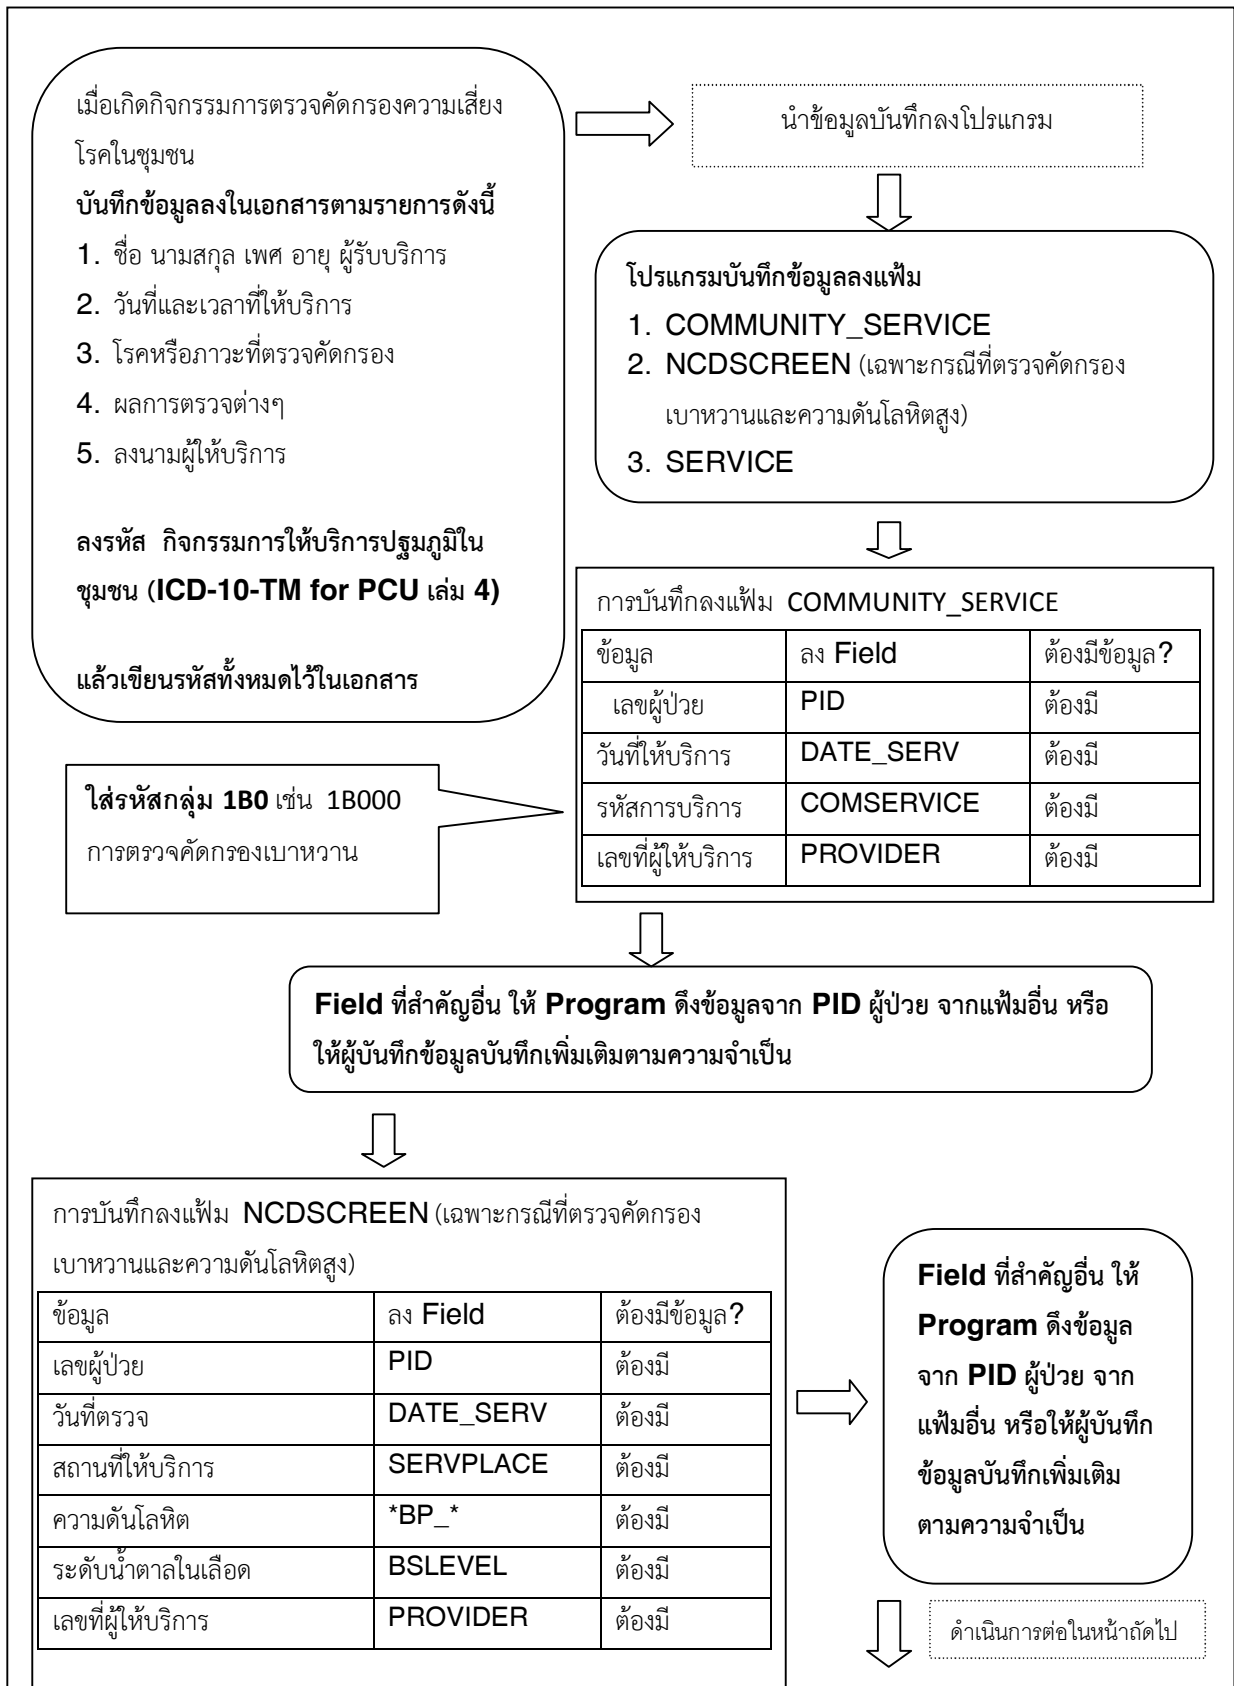 เมื่อเกิดกิจกรรมการตรวจคัดกรองความเสี่ยง
โรคในชุมชน
บันทึกข้อมูลลงในเอกสารตามรายการดังนี้
1. ชื่อ นามสกุล เพศ อายุ ผู้รับบริการ
2. วันที่และเวลาที่ให้บริการ
3. โรคหรือภาวะที่ตรวจคัดกรอง
4. ผลการตรวจต่างๆ
5. ลงนามผู้ให้บริการ
ลงรหัส กิจกรรมการให้บริการปฐมภูมิใน
ชุมชน (ICD-10-TM for PCU เล่ม 4)
แล้วเขียนรหัสทั้งหมดไว้ในเอกสาร
นำข้อมูลบันทึกลงโปรแกรม
โปรแกรมบันทึกข้อมูลลงแฟ้ม
1. COMMUNITY_SERVICE
2. NCDSCREEN (เฉพาะกรณีที่ตรวจคัดกรอง
เบาหวานและความดันโลหิตสูง)
3. SERVICE
การบันทึกลงแฟ้ม COMMUNITY_SERVICE
ข้อมูล ลง Field ต้องมีข้อมูล?
เลขผู้ป่วย PID ต้องมี
วันที่ให้บริการ DATE_SERV ต้องมี
รหัสการบริการ COMSERVICE ต้องมี
เลขที่ผู้ให้บริการ PROVIDER ต้องมี
ใส่รหัสกลุ่ม 1B0 เช่น 1B000
การตรวจคัดกรองเบาหวาน
Field ที่สำคัญอื่น ให้ Program ดึงข้อมูลจาก PID ผู้ป่วย จากแฟ้มอื่น หรือ
ให้ผู้บันทึกข้อมูลบันทึกเพิ่มเติมตามความจำเป็น
การบันทึกลงแฟ้ม NCDSCREEN (เฉพาะกรณีที่ตรวจคัดกรอง
เบาหวานและความดันโลหิตสูง)
ข้อมูล ลง Field ต้องมีข้อมูล?
เลขผู้ป่วย PID ต้องมี
วันที่ตรวจ DATE_SERV ต้องมี
สถานที่ให้บริการ SERVPLACE ต้องมี
ความดันโลหิต *BP_* ต้องมี
ระดับน้ำตาลในเลือด BSLEVEL ต้องมี
เลขที่ผู้ให้บริการ PROVIDER ต้องมี
Field ที่สำคัญอื่น ให้
Program ดึงข้อมูล
จาก PID ผู้ป่วย จาก
แฟ้มอื่น หรือให้ผู้บันทึก
ข้อมูลบันทึกเพิ่มเติม
ตามความจำเป็น
ดำเนินการต่อในหน้าถัดไป